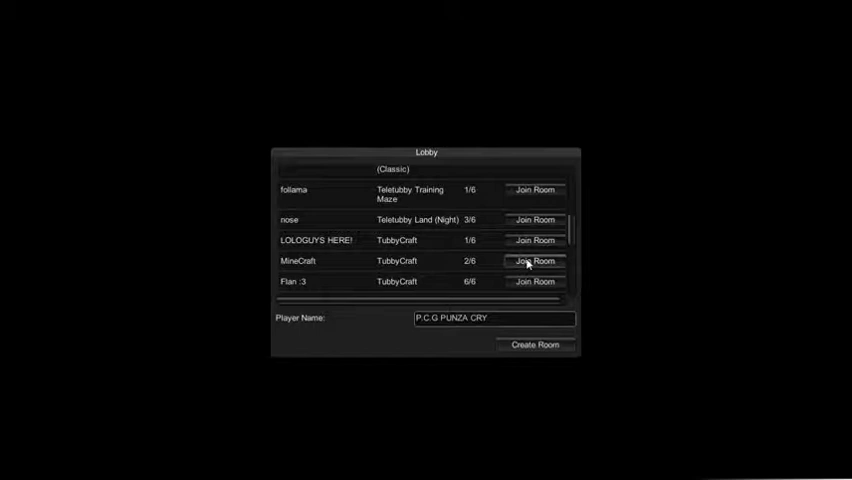 Lobby
(Classic)
follama Teletubby Training Maze 1/6 Join Room
nose Teletubby Land (Night) 3/6 Join Room
LOLOGUYS HERE! TubbyCraft 1/6 Join Room
MineCraft TubbyCraft 2/6 Join Room
Flan :3 TubbyCraft 6/6 Join Room
Player Name: P.C.G PUNZA CRY
Create Room